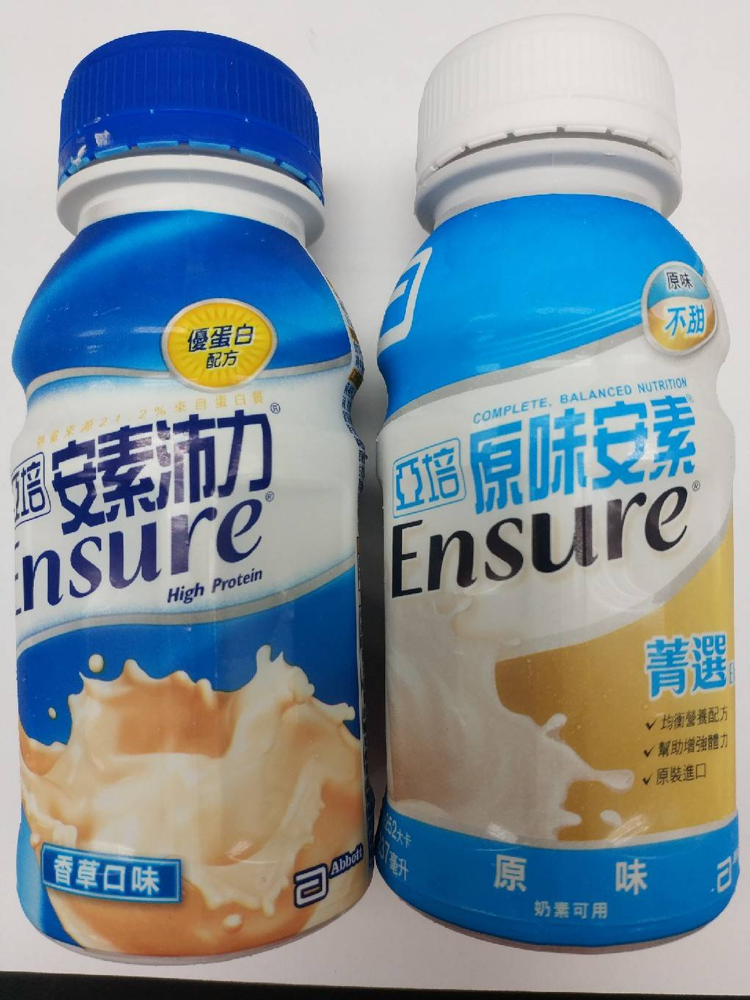 優蛋白
配方
熱量來源24.2%來自蛋白質
亞培 安素沛力®
Ensure®
High Protein
香草口味
Abbott
原味
不甜
COMPLETE, BALANCED NUTRITION
亞培 原味安素®
Ensure®
菁選
✓均衡營養配方
✓幫助增強體力
✓原裝進口
252大卡
237毫升
原味
奶素可用